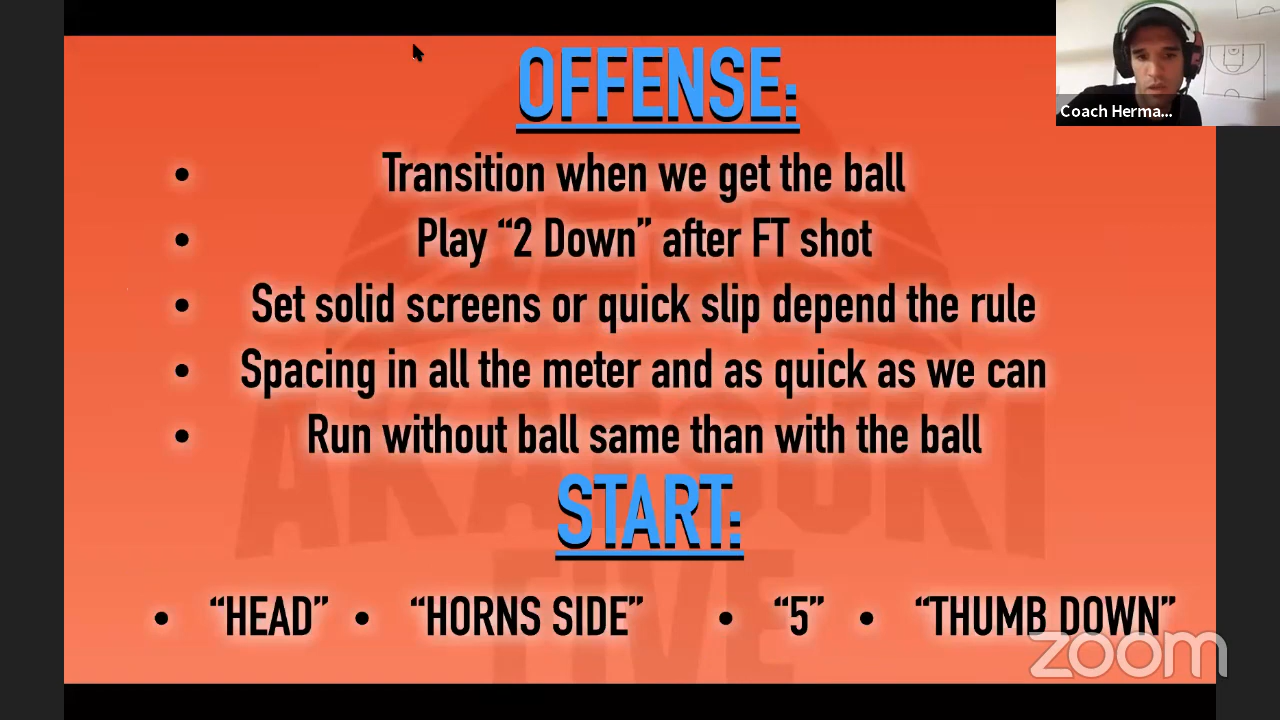 OFFENSE:
• Transition when we get the ball
• Play “2 Down” after FT shot
• Set solid screens or quick slip depend the rule
• Spacing in all the meter and as quick as we can
• Run without ball same than with the ball
START:
• “HEAD” • “HORNS SIDE” • “5” • “THUMB DOWN”
AKATSUKI
FIVE
Coach Herma...
zoom